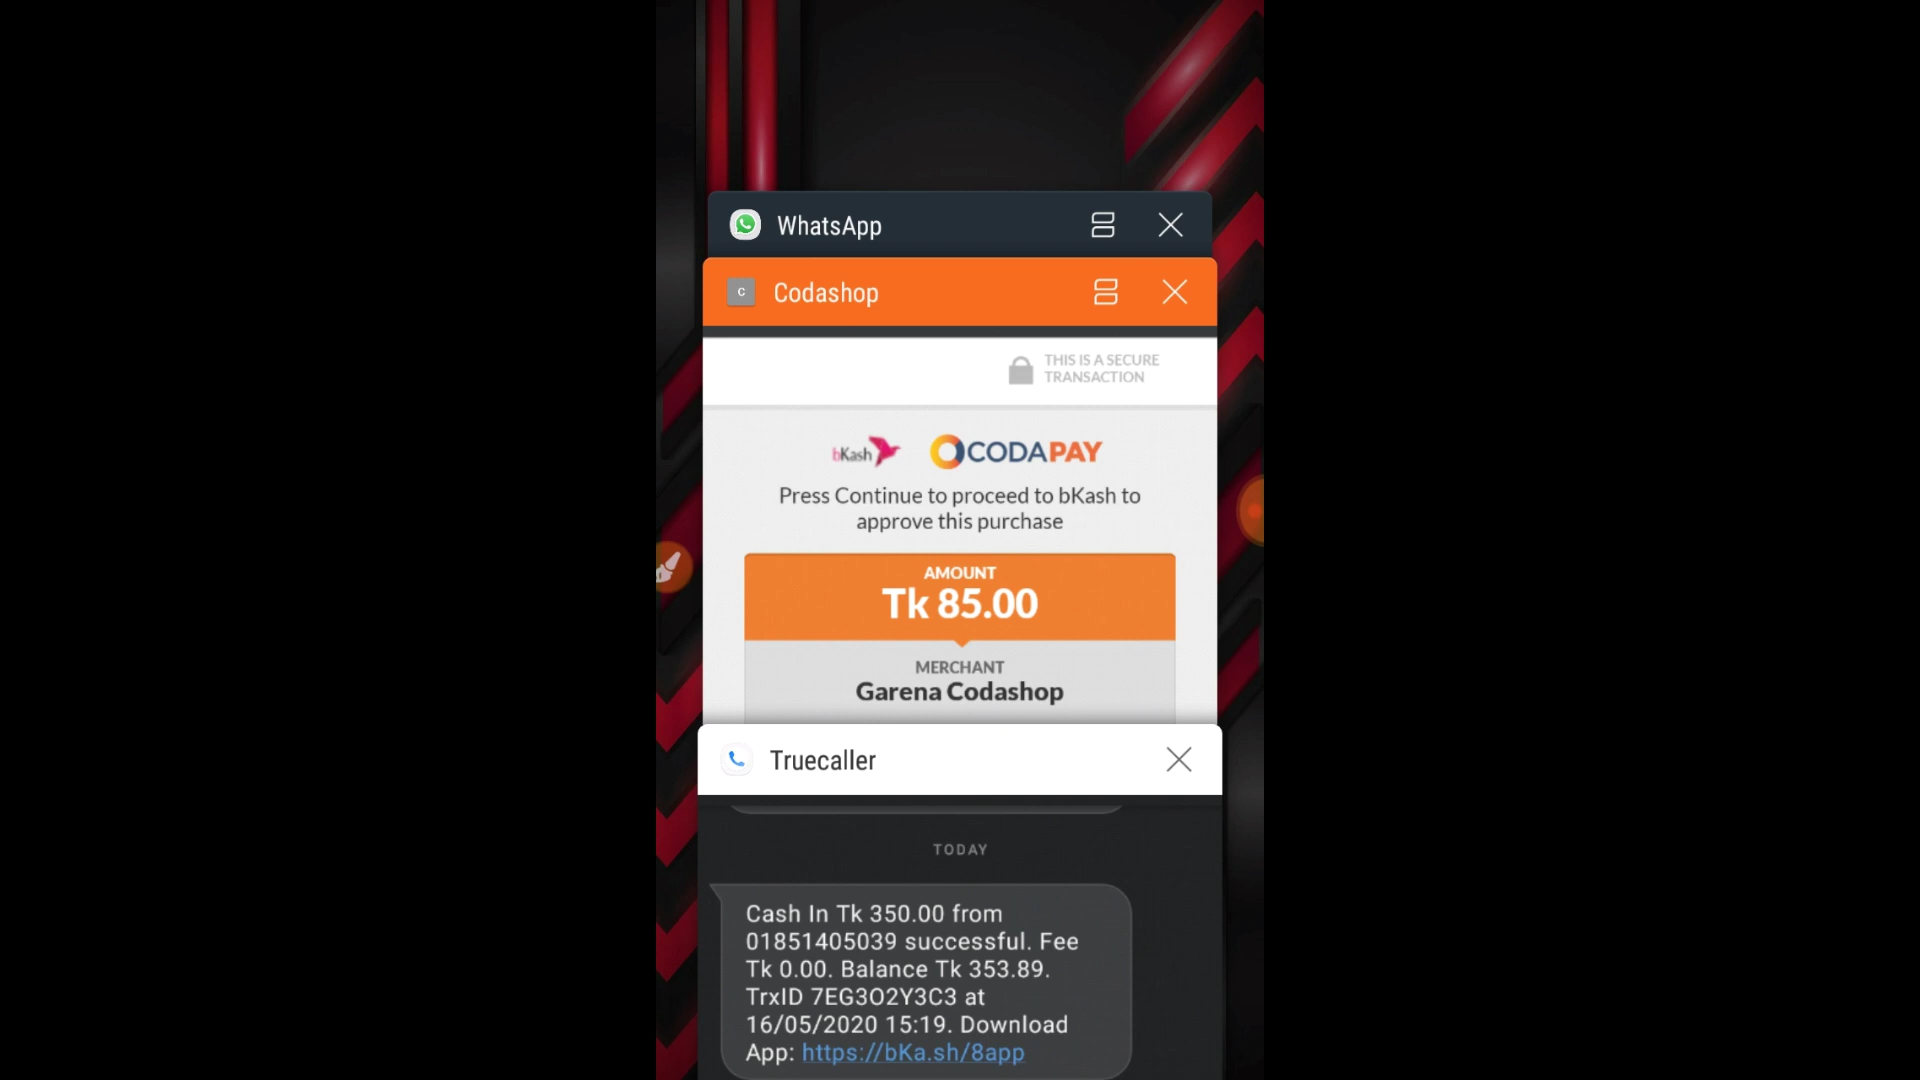 WhatsApp
C
Codashop
THIS IS A SECURE
TRANSACTION
bKash
CODAPAY
Press Continue to proceed to bKash to
approve this purchase
AMOUNT
Tk 85.00
MERCHANT
Garena Codashop
Truecaller
TODAY
Cash In Tk 350.00 from
01851405039 successful. Fee
Tk 0.00. Balance Tk 353.89.
TrxID 7EG3O2Y3C3 at
16/05/2020 15:19. Download
App: https://bKa.sh/8app